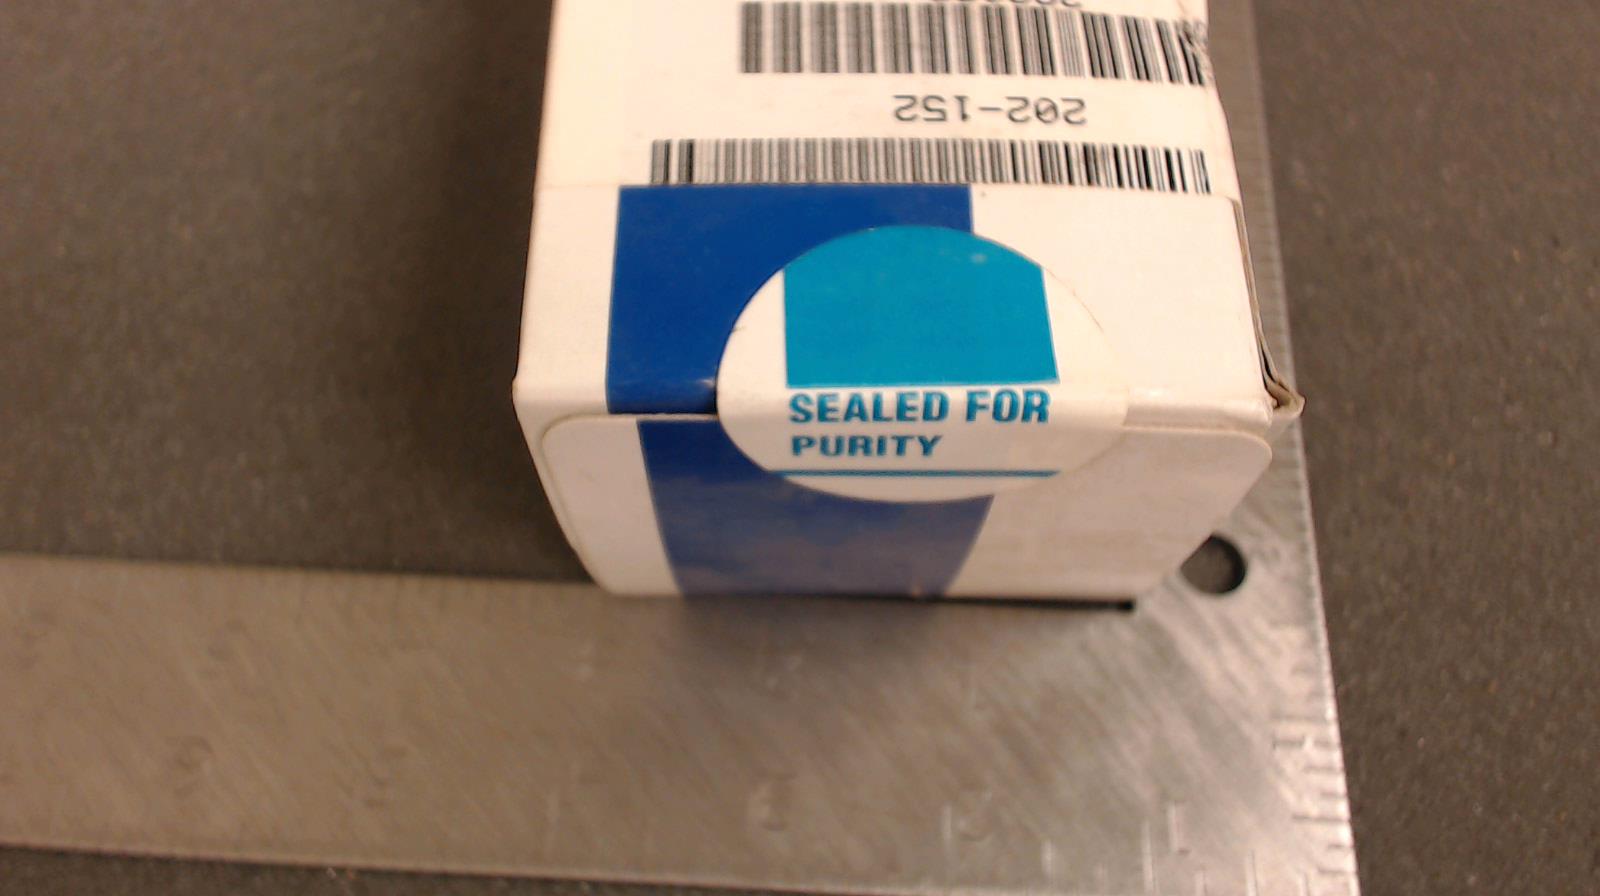 202-152
SEALED FOR
PURITY